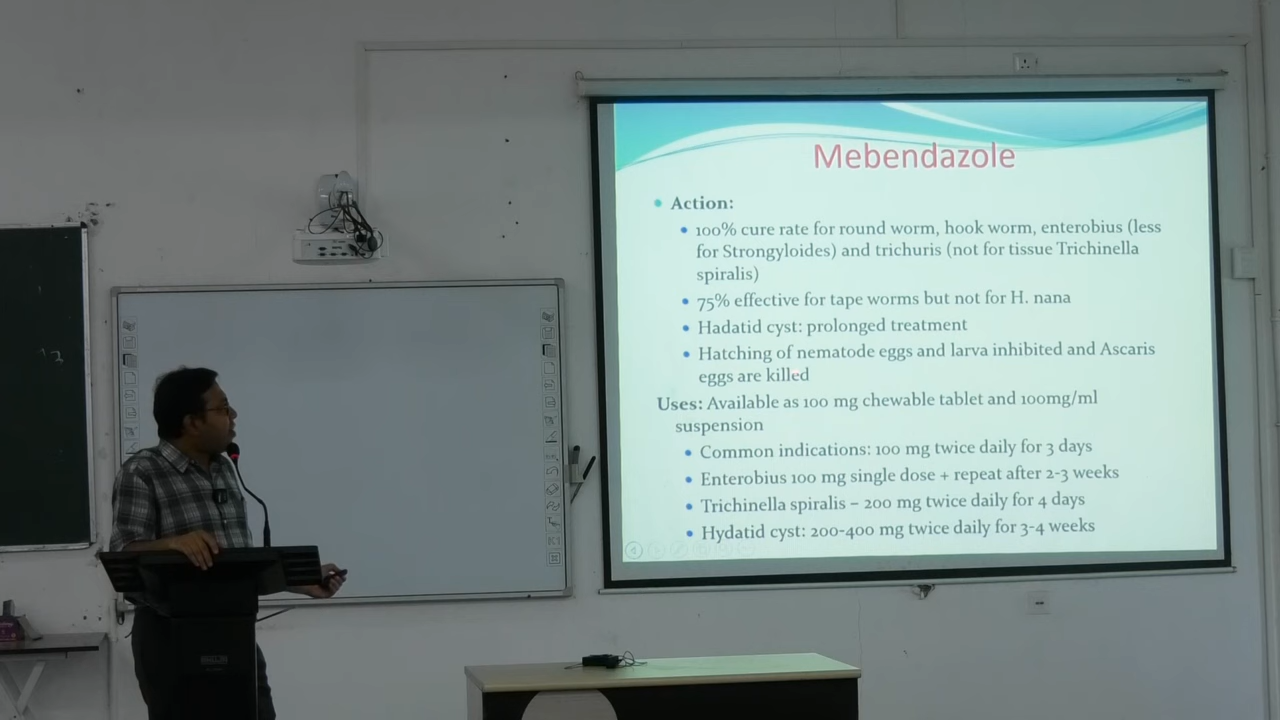 Mebendazole
Action:
100% cure rate for round worm, hook worm, enterobius (less
for Strongyloides) and trichuris (not for tissue Trichinella
spiralis)
75% effective for tape worms but not for H. nana
Hadatid cyst: prolonged treatment
Hatching of nematode eggs and larva inhibited and Ascaris
eggs are killed
Uses: Available as 100 mg chewable tablet and 100mg/ml
suspension
Common indications: 100 mg twice daily for 3 days
Enterobius 100 mg single dose + repeat after 2-3 weeks
Trichinella spiralis – 200 mg twice daily for 4 days
Hydatid cyst: 200-400 mg twice daily for 3-4 weeks